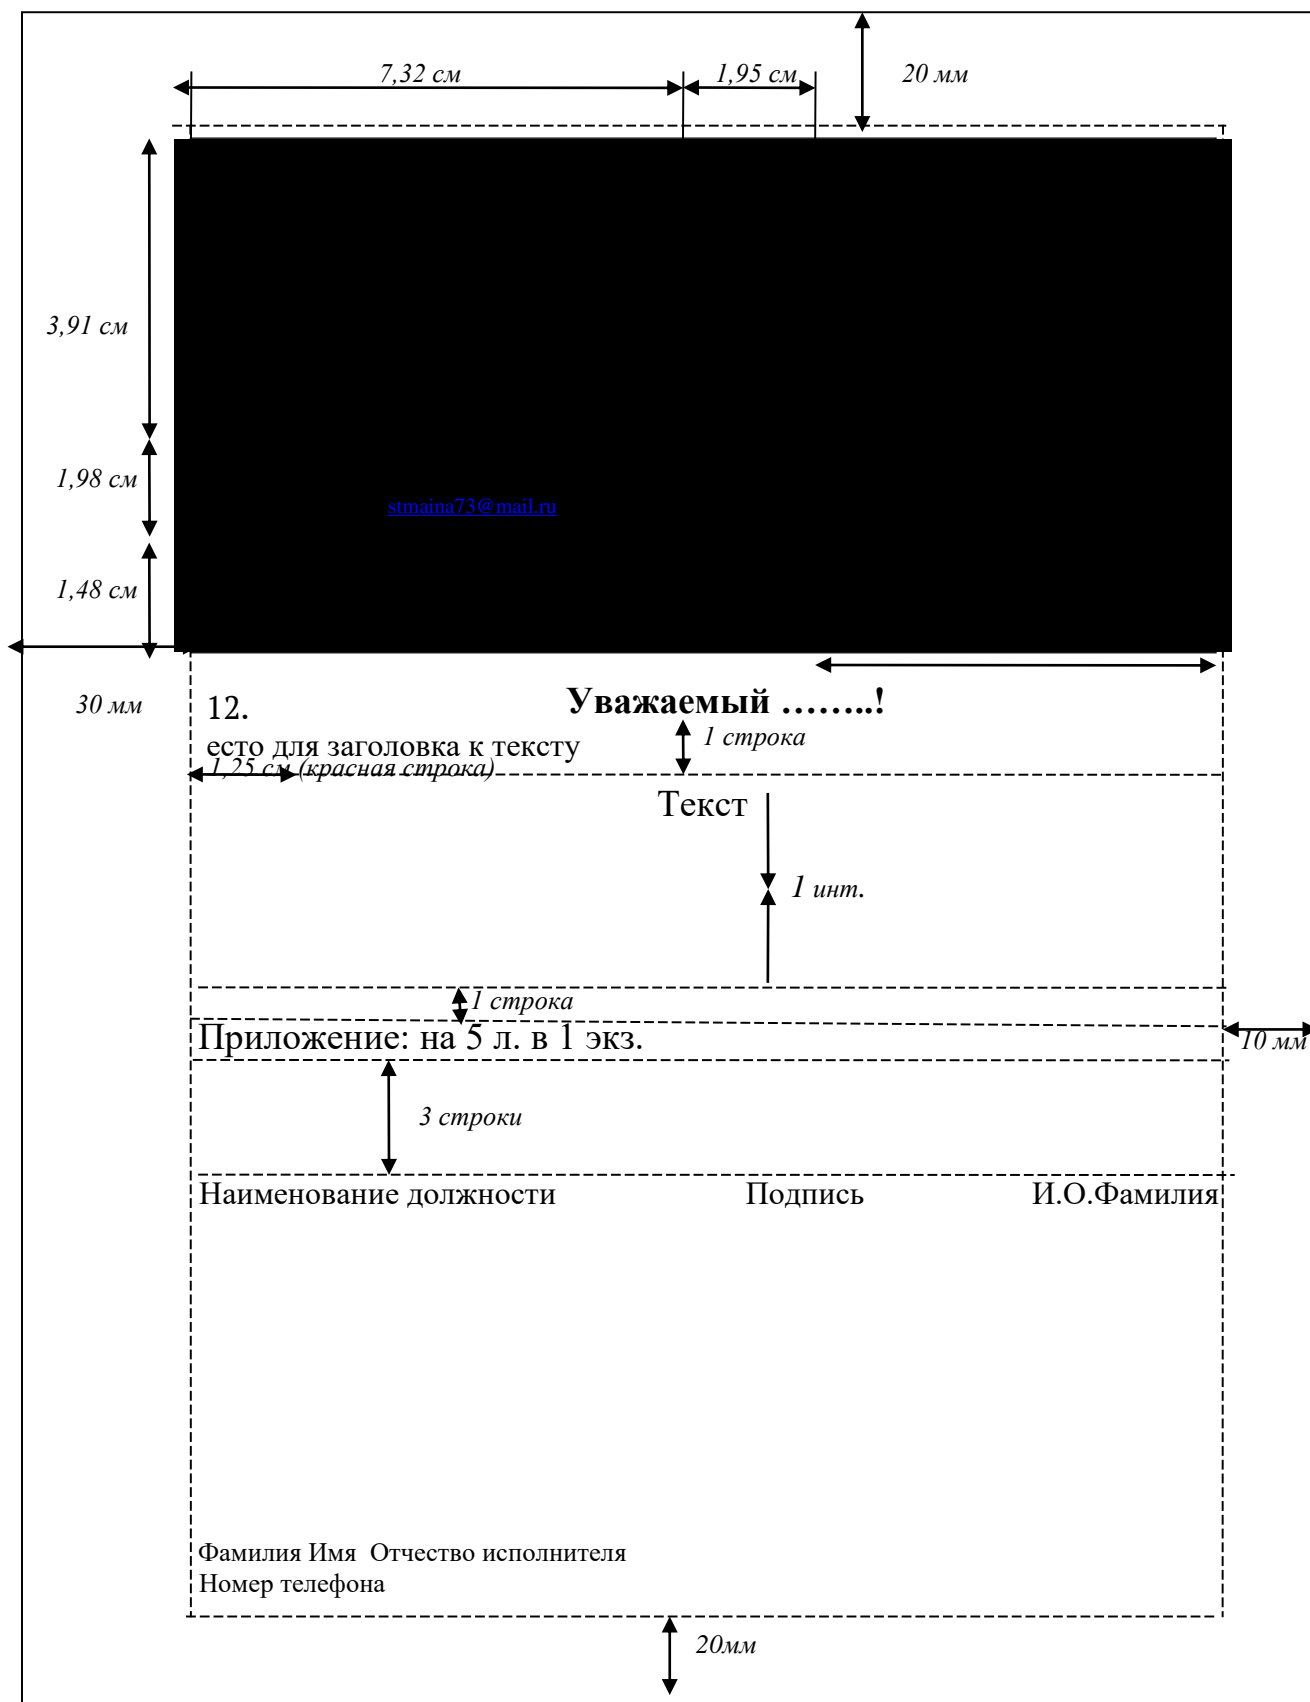 7,32 см
1,95 см
20 мм
3,91 см
1,98 см
stmaina73@mail.ru
1,48 см
30 мм
12.
Уважаемый ……..!
1 строка
есто для заголовка к тексту
1,25 см (красная строка)
Текст
1 инт.
1 строка
Приложение: на 5 л. в 1 экз.
10 мм
3 строки
Наименование должности Подпись И.О.Фамилия
Фамилия Имя  Отчество исполнителя
Номер телефона
20мм